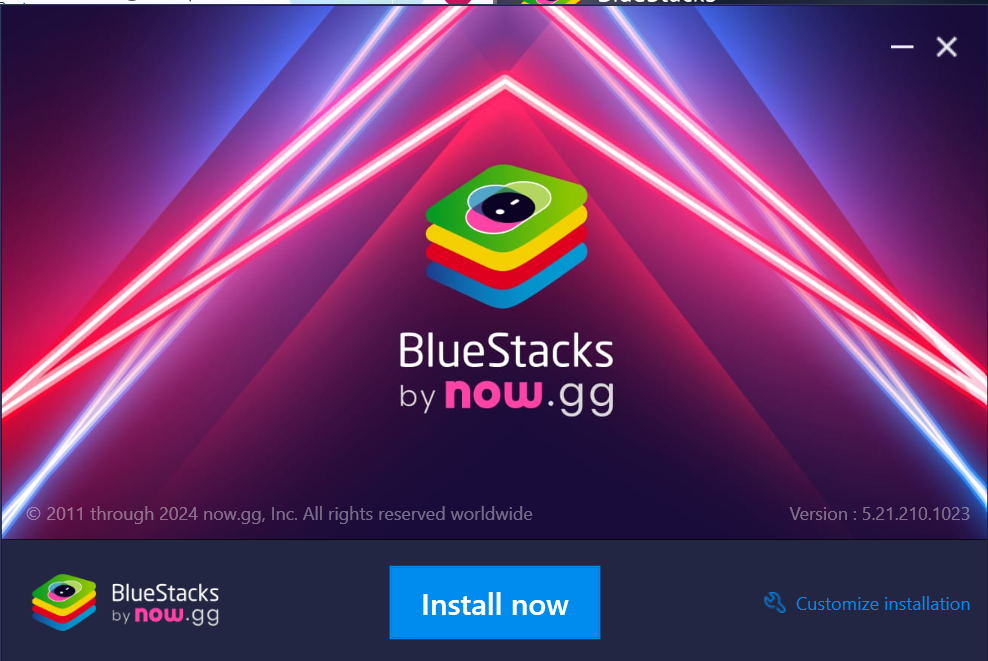 BlueStacks
BlueStacks
by now.gg
© 2011 through 2024 now.gg, Inc. All rights reserved worldwide
Version : 5.21.210.1023
BlueStacks
by now.gg
Install now
Customize installation